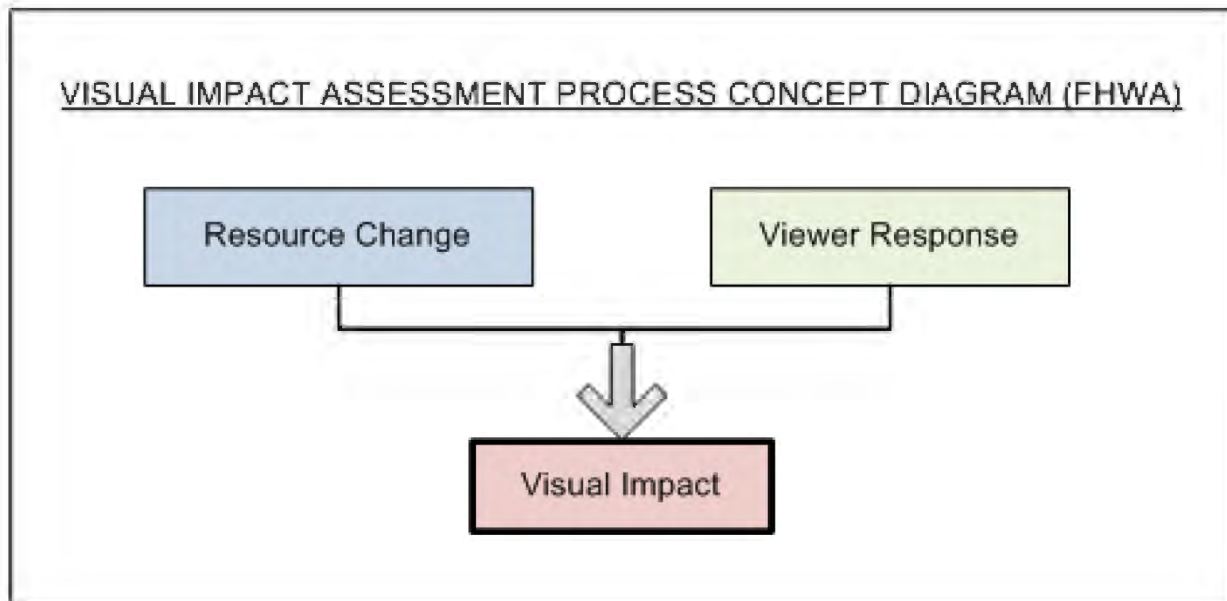 VISUAL IMPACT ASSESSMENT PROCESS CONCEPT DIAGRAM (FHWA)
Resource Change
Viewer Response
Visual Impact